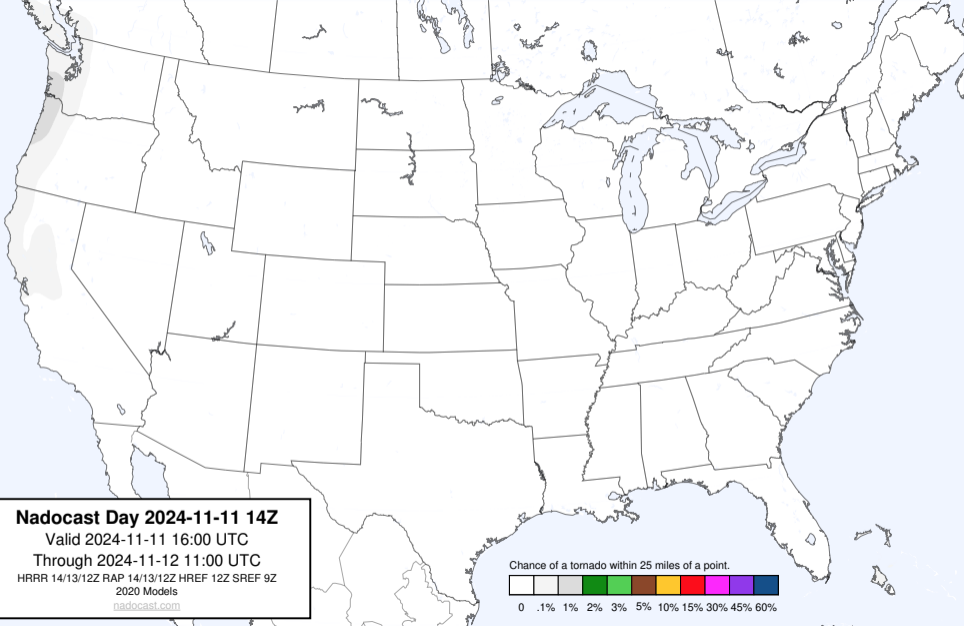 Nadocast Day 2024-11-11 14Z
Valid 2024-11-11 16:00 UTC
Through 2024-11-12 11:00 UTC
HRRR 14/13/12Z RAP 14/13/12Z HREF 12Z SREF 9Z
2020 Models
nadocast.com
Chance of a tornado within 25 miles of a point.
0 .1% 1% 2% 3% 5% 10% 15% 30% 45% 60%